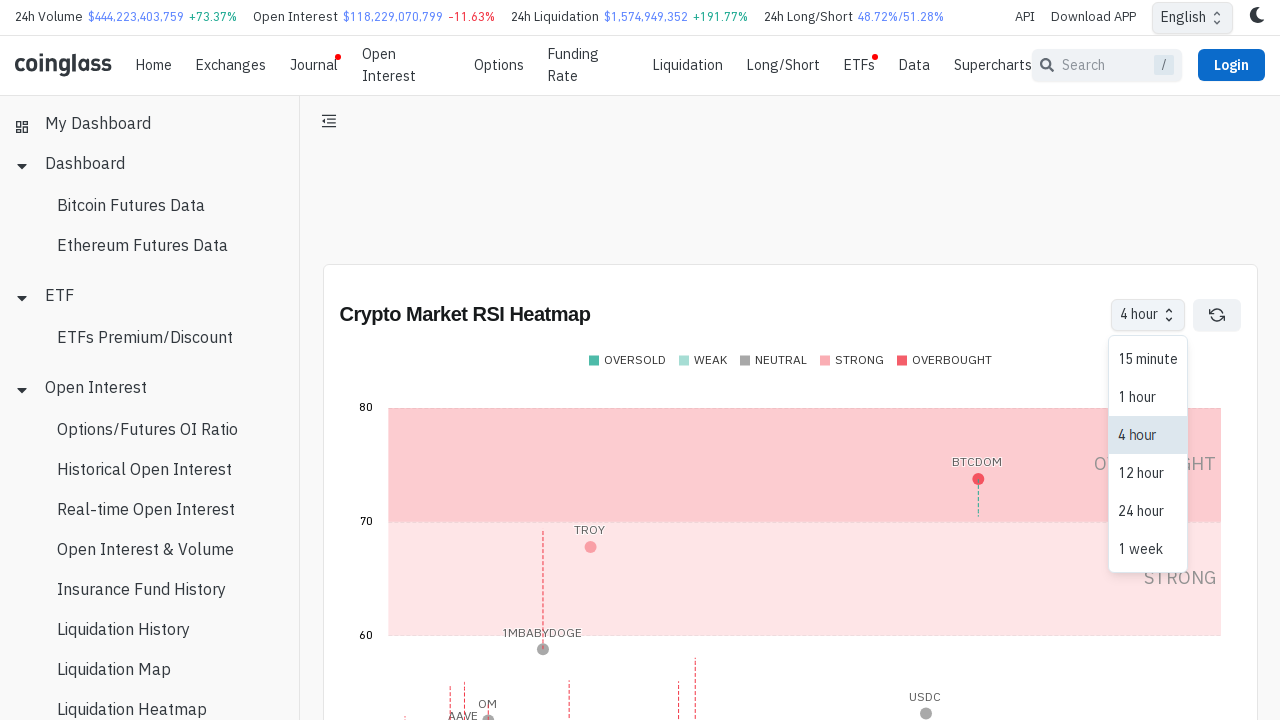 24h Volume $444,223,403,759 +73.37% Open Interest $118,229,070,799 -11.63% 24h Liquidation $1,574,949,352 +191.77% 24h Long/Short 48.72%/51.28% API Download APP English
coinglass Home Exchanges Journal Open Interest Options Funding Rate Liquidation Long/Short ETFs Data Supercharts Search / Login
My Dashboard
Dashboard
Bitcoin Futures Data
Ethereum Futures Data
ETF
ETFs Premium/Discount
Open Interest
Options/Futures OI Ratio
Historical Open Interest
Real-time Open Interest
Open Interest & Volume
Insurance Fund History
Liquidation History
Liquidation Map
Liquidation Heatmap
Crypto Market RSI Heatmap
4 hour
15 minute
1 hour
4 hour
12 hour
24 hour
1 week
OVERSOLD WEAK NEUTRAL STRONG OVERBOUGHT
80
BTCDOM
70
TROY
STRONG
60
1MBABYDOGE
USDC
OM
AAVE